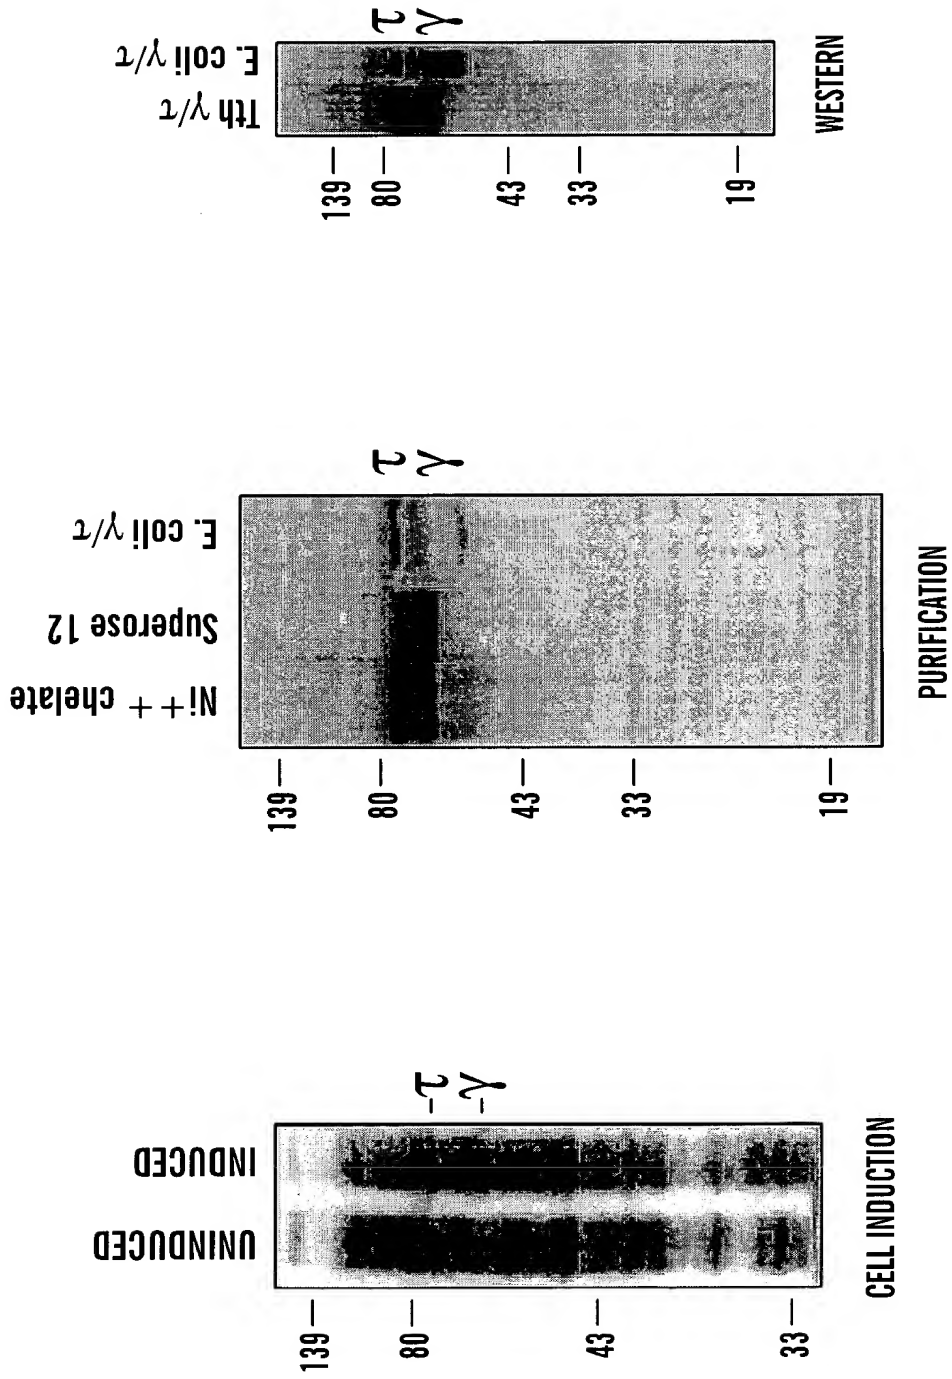 UNINDUCED
INDUCED
139
80
43
33
-τ
-γ
CELL INDUCTION
Ni++ chelate
Superose 12
E. coli γ/τ
139
80
43
33
19
τ
γ
PURIFICATION
Tth γ/τ
E. coli γ/τ
139
80
43
33
19
τ
γ
WESTERN